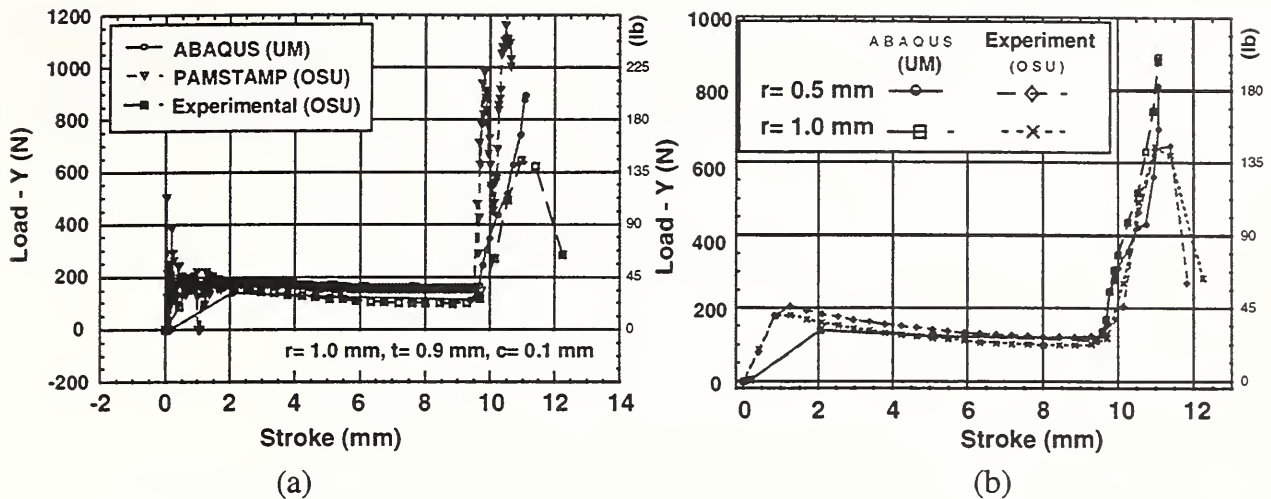 1200
1000
800
600
400
200
0
-200
Load - Y (N)
ABAQUS (UM)
PAMSTAMP (OSU)
Experimental (OSU)
r= 1.0 mm, t= 0.9 mm, c= 0.1 mm
(lb)
225
180
135
90
45
0
-2 0 2 4 6 8 10 12 14
Stroke (mm)
(a)
1000
800
600
400
200
0
Load - Y (N)
ABAQUS Experiment
(UM) (OSU)
r= 0.5 mm
r= 1.0 mm
(lb)
180
135
90
45
0
0 2 4 6 8 10 12
Stroke (mm)
(b)